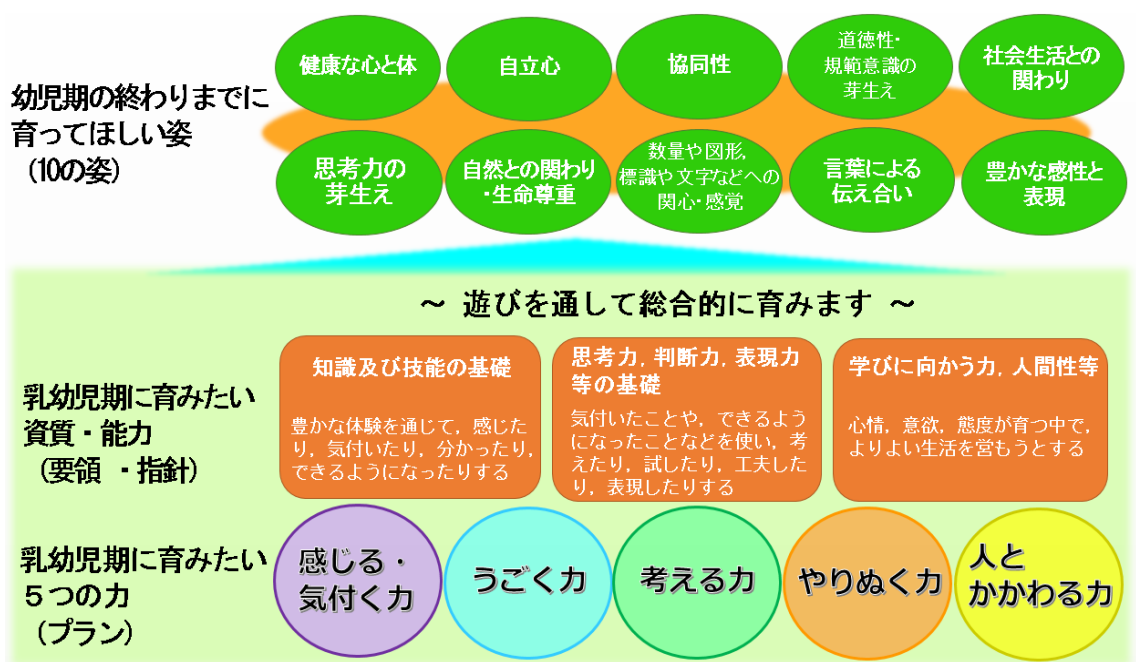 幼児期の終わりまでに
育ってほしい姿
(10の姿)
健康な心と体
自立心
協同性
道徳性・
規範意識の
芽生え
社会生活との
関わり
思考力の
芽生え
自然との関わり
・生命尊重
数量や図形,
標識や文字などへの
関心・感覚
言葉による
伝え合い
豊かな感性と
表現
~ 遊びを通して総合的に育みます ~
乳幼児期に育みたい
資質・能力
(要領 ・指針)
知識及び技能の基礎
豊かな体験を通じて, 感じた
り, 気付いたり, 分かったり,
できるようになったりする
思考力, 判断力, 表現力
等の基礎
気付いたことや, できるよう
になったことなどを使い, 考
えたり, 試したり, 工夫した
り, 表現したりする
学びに向かう力, 人間性等
心情, 意欲, 態度が育つ中で,
よりよい生活を営もうとする
乳幼児期に育みたい
5つの力
(プラン)
感じる・
気付く力
うごく力
考える力
やりぬく力
人と
かかわる力